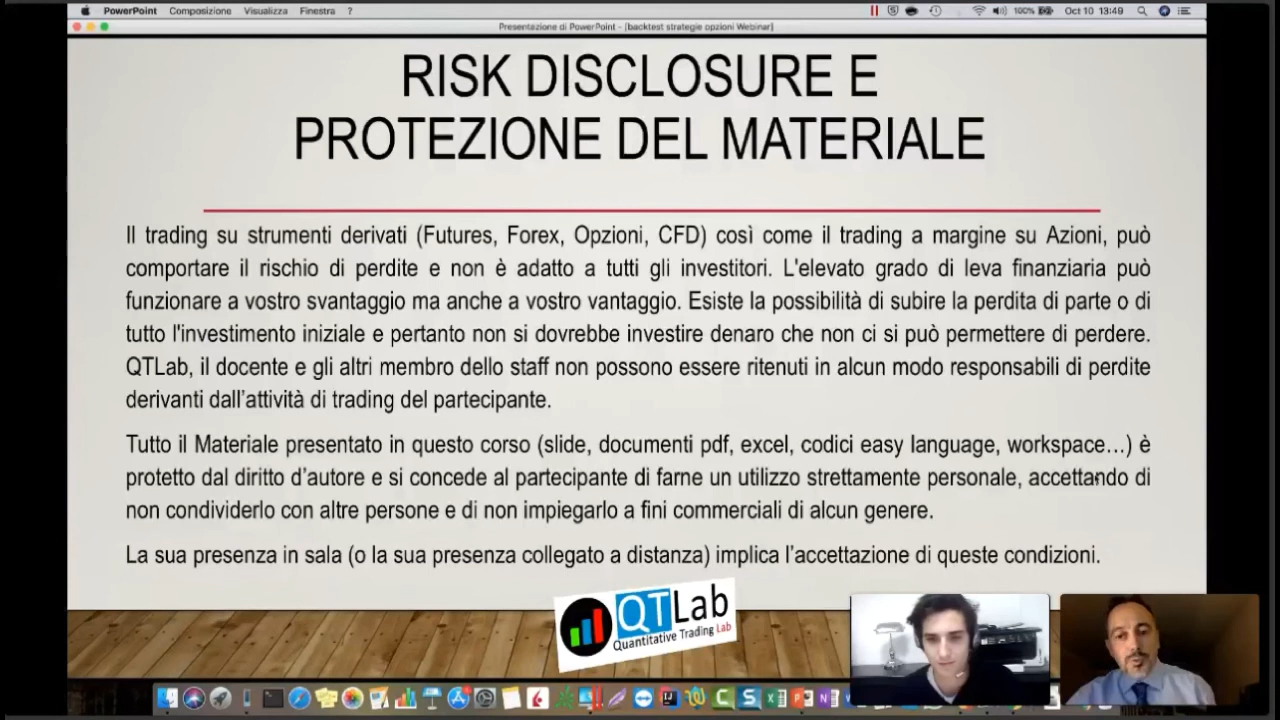 PowerPoint Composizione Visualizza Finestra ? 100% Oct 10 13:49
Presentazione di PowerPoint - [backtest strategie opzioni Webinar]
RISK DISCLOSURE E
PROTEZIONE DEL MATERIALE
Il trading su strumenti derivati (Futures, Forex, Opzioni, CFD) così come il trading a margine su Azioni, può
comportare il rischio di perdite e non è adatto a tutti gli investitori. L'elevato grado di leva finanziaria può
funzionare a vostro svantaggio ma anche a vostro vantaggio. Esiste la possibilità di subire la perdita di parte o di
tutto l'investimento iniziale e pertanto non si dovrebbe investire denaro che non ci si può permettere di perdere.
QTLab, il docente e gli altri membro dello staff non possono essere ritenuti in alcun modo responsabili di perdite
derivanti dall’attività di trading del partecipante.
Tutto il Materiale presentato in questo corso (slide, documenti pdf, excel, codici easy language, workspace…) è
protetto dal diritto d’autore e si concede al partecipante di farne un utilizzo strettamente personale, accettando di
non condividerlo con altre persone e di non impiegarlo a fini commerciali di alcun genere.
La sua presenza in sala (o la sua presenza collegato a distanza) implica l’accettazione di queste condizioni.
QTLab
Quantitative Trading Lab